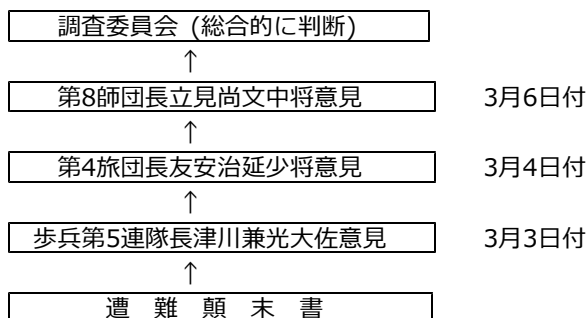 調査委員会 (総合的に判断)
↑
第8師団長立見尚文中将意見 3月6日付
↑
第4旅団長友安治延少将意見 3月4日付
↑
歩兵第5連隊長津川兼光大佐意見 3月3日付
↑
遭 難 顛 末 書